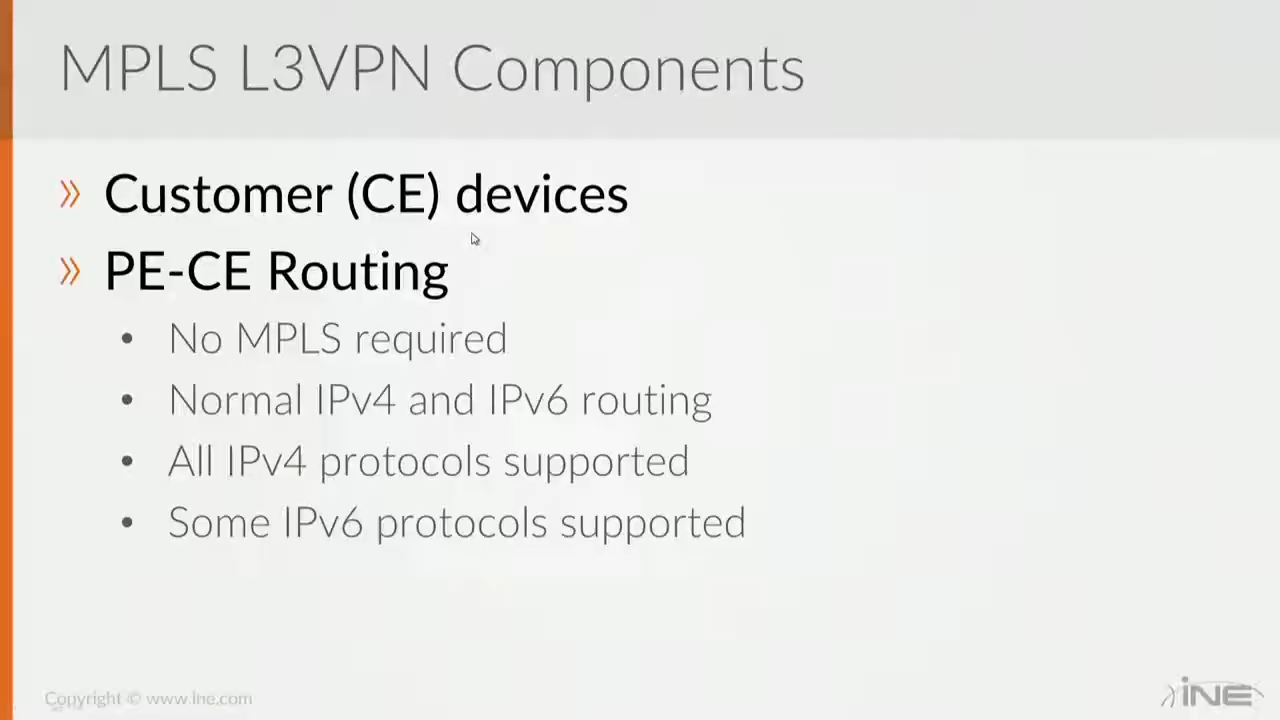 MPLS L3VPN Components
» Customer (CE) devices
» PE-CE Routing
• No MPLS required
• Normal IPv4 and IPv6 routing
• All IPv4 protocols supported
• Some IPv6 protocols supported
Copyright © www.ine.com
iNE